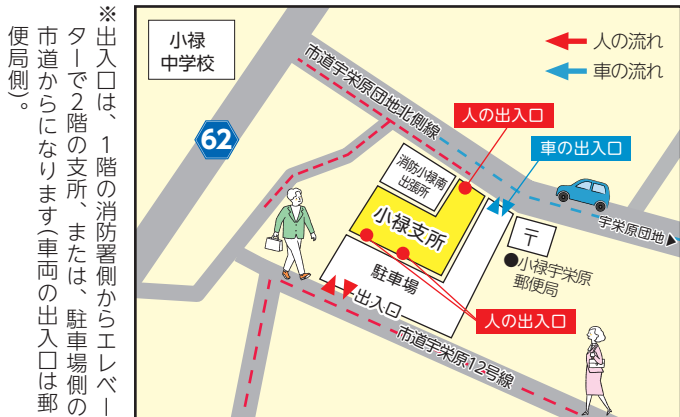 ※出入口は、１階の消防署側からエレベー
ターで２階の支所、または、駐車場側の
市道からになります(車両の出入口は郵
便局側)。
小禄
中学校
人の流れ
車の流れ
市道宇栄原団地北側線
62
人の出入口
車の出入口
消防小禄南
出張所
小禄支所
宇栄原団地▶
〒
●小禄宇栄原
郵便局
駐車場
出入口
人の出入口
市道宇栄原12号線